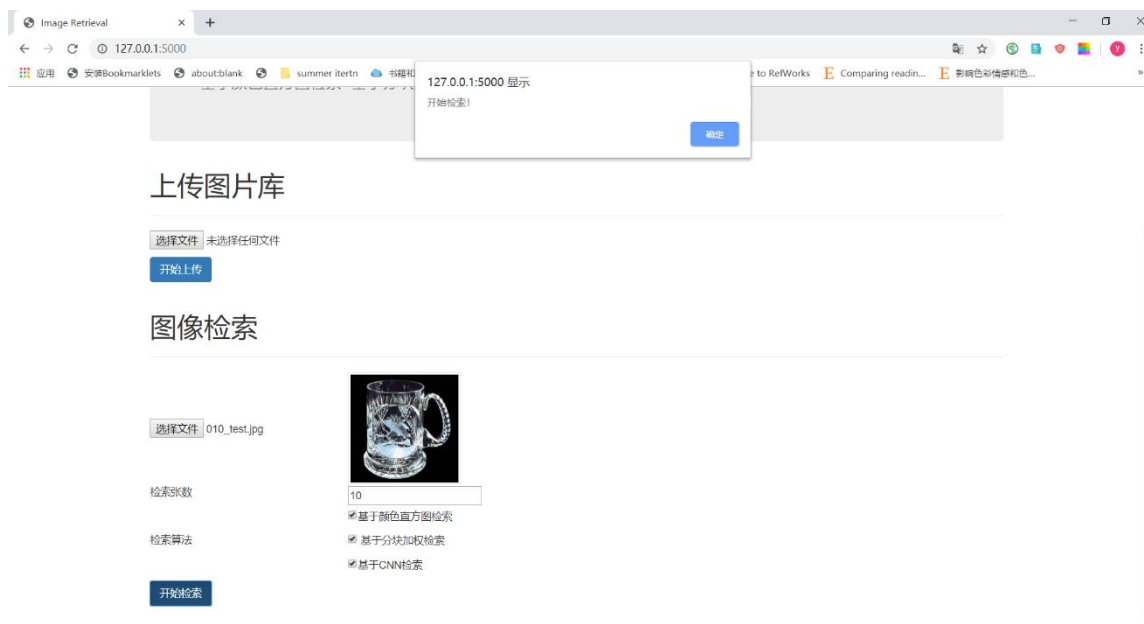 Image Retrieval
127.0.0.1:5000
应用 安装Bookmarklets about:blank summer itertn 书籍和 to RefWorks Comparing readin... 影响色彩情感和色...
127.0.0.1:5000 显示
开始检索!
确定
上传图片库
选择文件 未选择任何文件
开始上传
图像检索
选择文件 010_test.jpg
检索张数
10
基于颜色直方图检索
检索算法
基于分块加权检索
基于CNN检索
开始检索